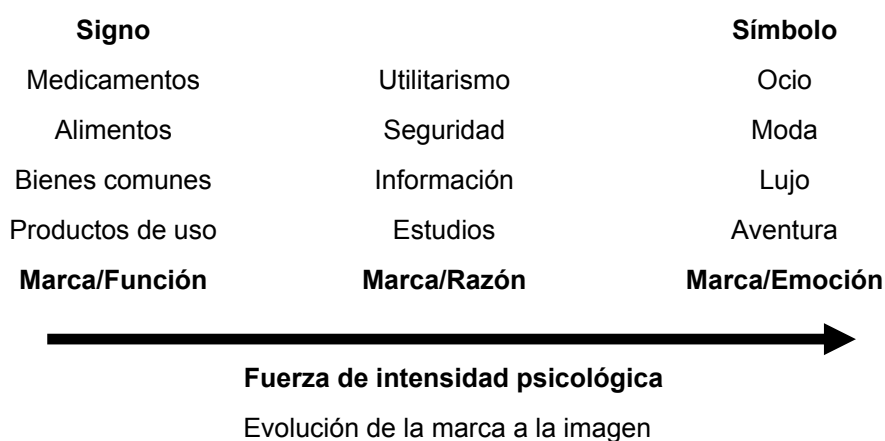 Signo Símbolo
Medicamentos Utilitarismo Ocio
Alimentos Seguridad Moda
Bienes comunes Información Lujo
Productos de uso Estudios Aventura
Marca/Función Marca/Razón Marca/Emoción
Fuerza de intensidad psicológica
Evolución de la marca a la imagen